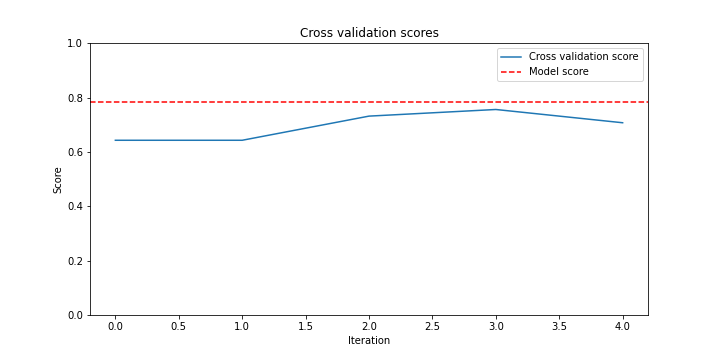 Cross validation scores
1.0
0.8
0.6
0.4
0.2
0.0
Score
Cross validation score
Model score
0.0 0.5 1.0 1.5 2.0 2.5 3.0 3.5 4.0
Iteration